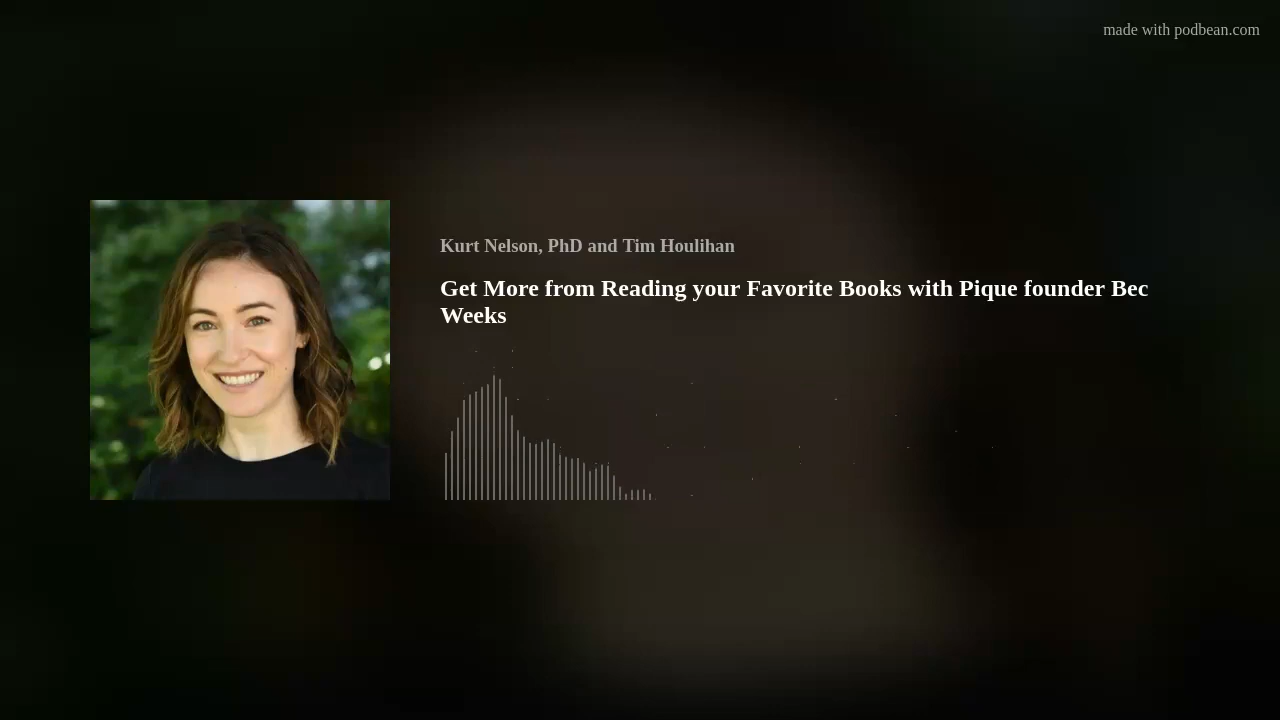 made with podbean.com
Kurt Nelson, PhD and Tim Houlihan
Get More from Reading your Favorite Books with Pique founder Bec
Weeks